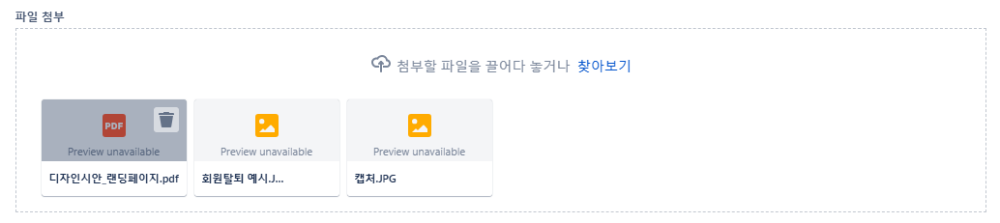 파일 첨부
첨부할 파일을 끌어다 놓거나 찾아보기
PDF
Preview unavailable Preview unavailable Preview unavailable
디자인시안_랜딩페이지.pdf 회원탈퇴 예시.J... 캡처.JPG